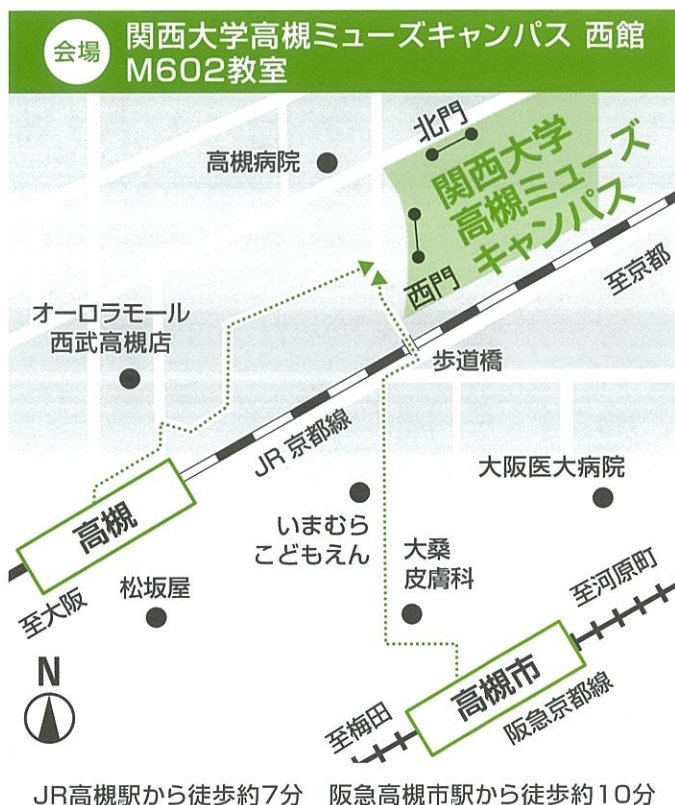 会場
関西大学高槻ミューズキャンパス 西館
M602教室
北門
高槻病院
関西大学
高槻ミューズ
キャンパス
西門
至京都
オーロラモール
西武高槻店
歩道橋
JR 京都線
大阪医大病院
高槻
いまむら
こどもえん
大桑
皮膚科
至大阪
松坂屋
至河原町
N
高槻市
至梅田
阪急京都線
JR高槻駅から徒歩約7分 阪急高槻市駅から徒歩約10分